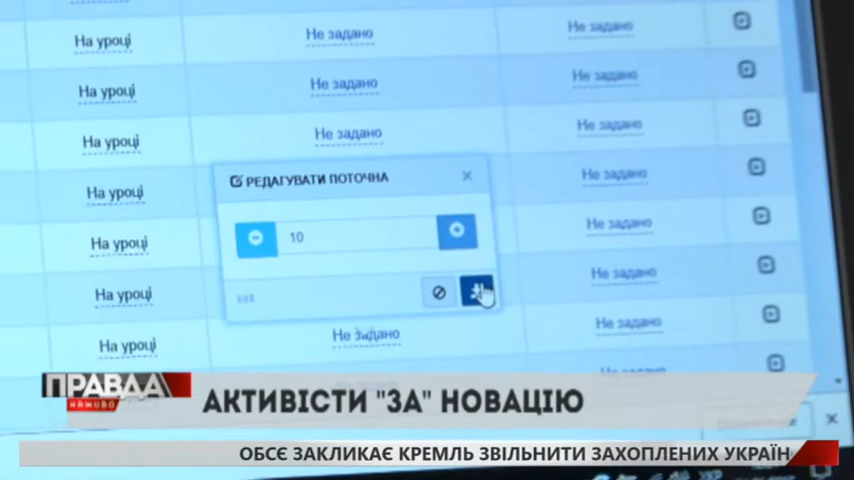 На уроці Не задано Не задано
На уроці Не задано Не задано
На уроці Не задано Не задано
На уроці Не задано
На уроці Не задано
На уроці Не задано
На уроці Не задано Не задано
Не задано
РЕДАГУВАТИ ПОТОЧНА
10
ПРАВДА
НАЖИВО
АКТИВІСТИ "ЗА" НОВАЦІЮ
ОБСЄ ЗАКЛИКАЄ КРЕМЛЬ ЗВІЛЬНИТИ ЗАХОПЛЕНИХ УКРАЇН